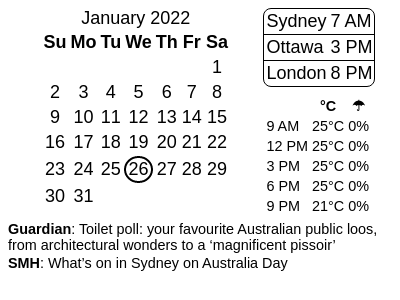 January 2022
Su Mo Tu We Th Fr Sa
1
2 3 4 5 6 7 8
9 10 11 12 13 14 15
16 17 18 19 20 21 22
23 24 25 26 27 28 29
30 31
Sydney 7 AM
Ottawa 3 PM
London 8 PM
°C ☂
9 AM 25°C 0%
12 PM 25°C 0%
3 PM 25°C 0%
6 PM 25°C 0%
9 PM 21°C 0%
Guardian: Toilet poll: your favourite Australian public loos,
from architectural wonders to a ‘magnificent pissoir’
SMH: What’s on in Sydney on Australia Day